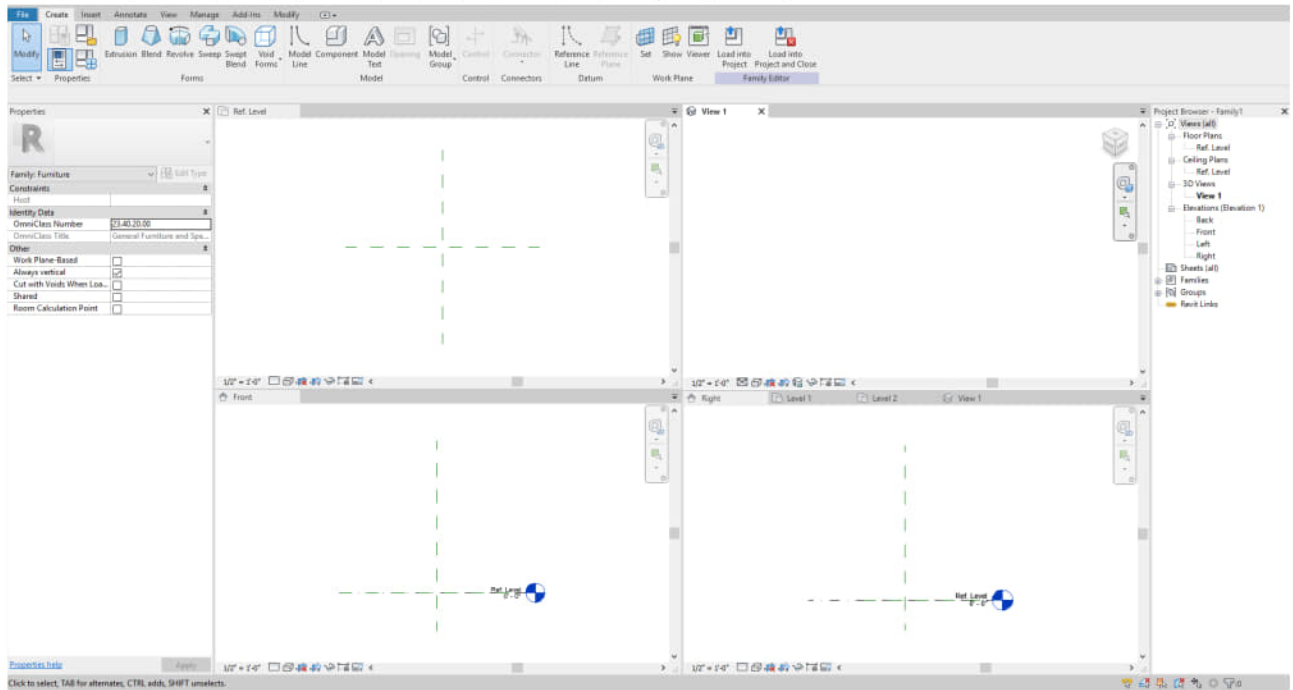 File Create Insert Annotate View Manage Add-Ins Modify
Modify Extrusion Blend Revolve Sweep Swept Blend Void Forms Model Line Component Model Text Opening Model Group Control Connector Reference Line Reference Plane Set Show Viewer Load into Project Load into Project and Close
Select Properties Forms Model Control Connectors Datum Work Plane Family Editor
Properties
Family: Furniture
Edit Type
Constraints
Host
Identity Data
OmniClass Number 23.40.20.00
OmniClass Title General Furniture and Spe...
Other
Work Plane-Based
Always vertical
Cut with Voids When Loa...
Shared
Room Calculation Point
Properties help
Apply
Ref. Level
1/2" = 1'-0"
View 1
1/2" = 1'-0"
Front
Ref. Level
0' - 0"
1/2" = 1'-0"
Right Level 1 Level 2 View 1
Ref. Level
0' - 0"
1/2" = 1'-0"
Project Browser - Family1
Views (all)
Floor Plans
Ref. Level
Ceiling Plans
Ref. Level
3D Views
View 1
Elevations (Elevation 1)
Back
Front
Left
Right
Sheets (all)
Families
Groups
Revit Links
Click to select, TAB for alternates, CTRL adds, SHIFT unselects.
:0